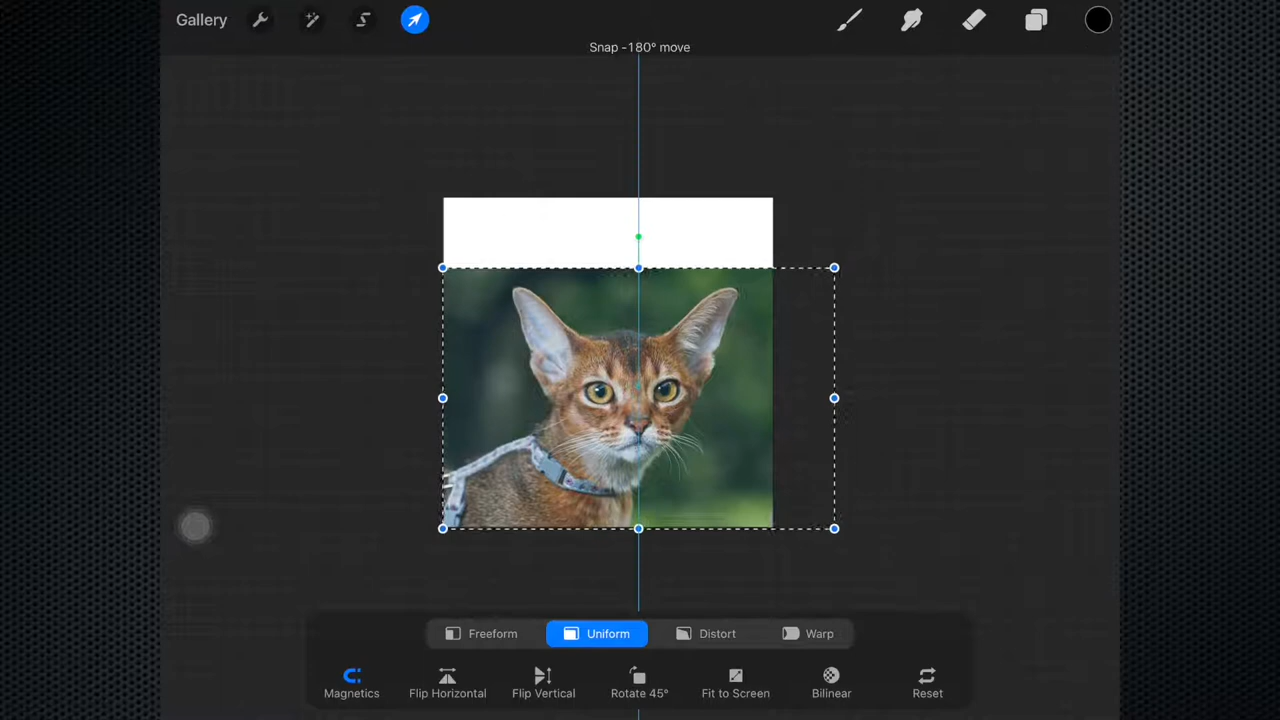 Gallery
Snap -180° move
Freeform Uniform Distort Warp
Magnetics Flip Horizontal Flip Vertical Rotate 45° Fit to Screen Bilinear Reset